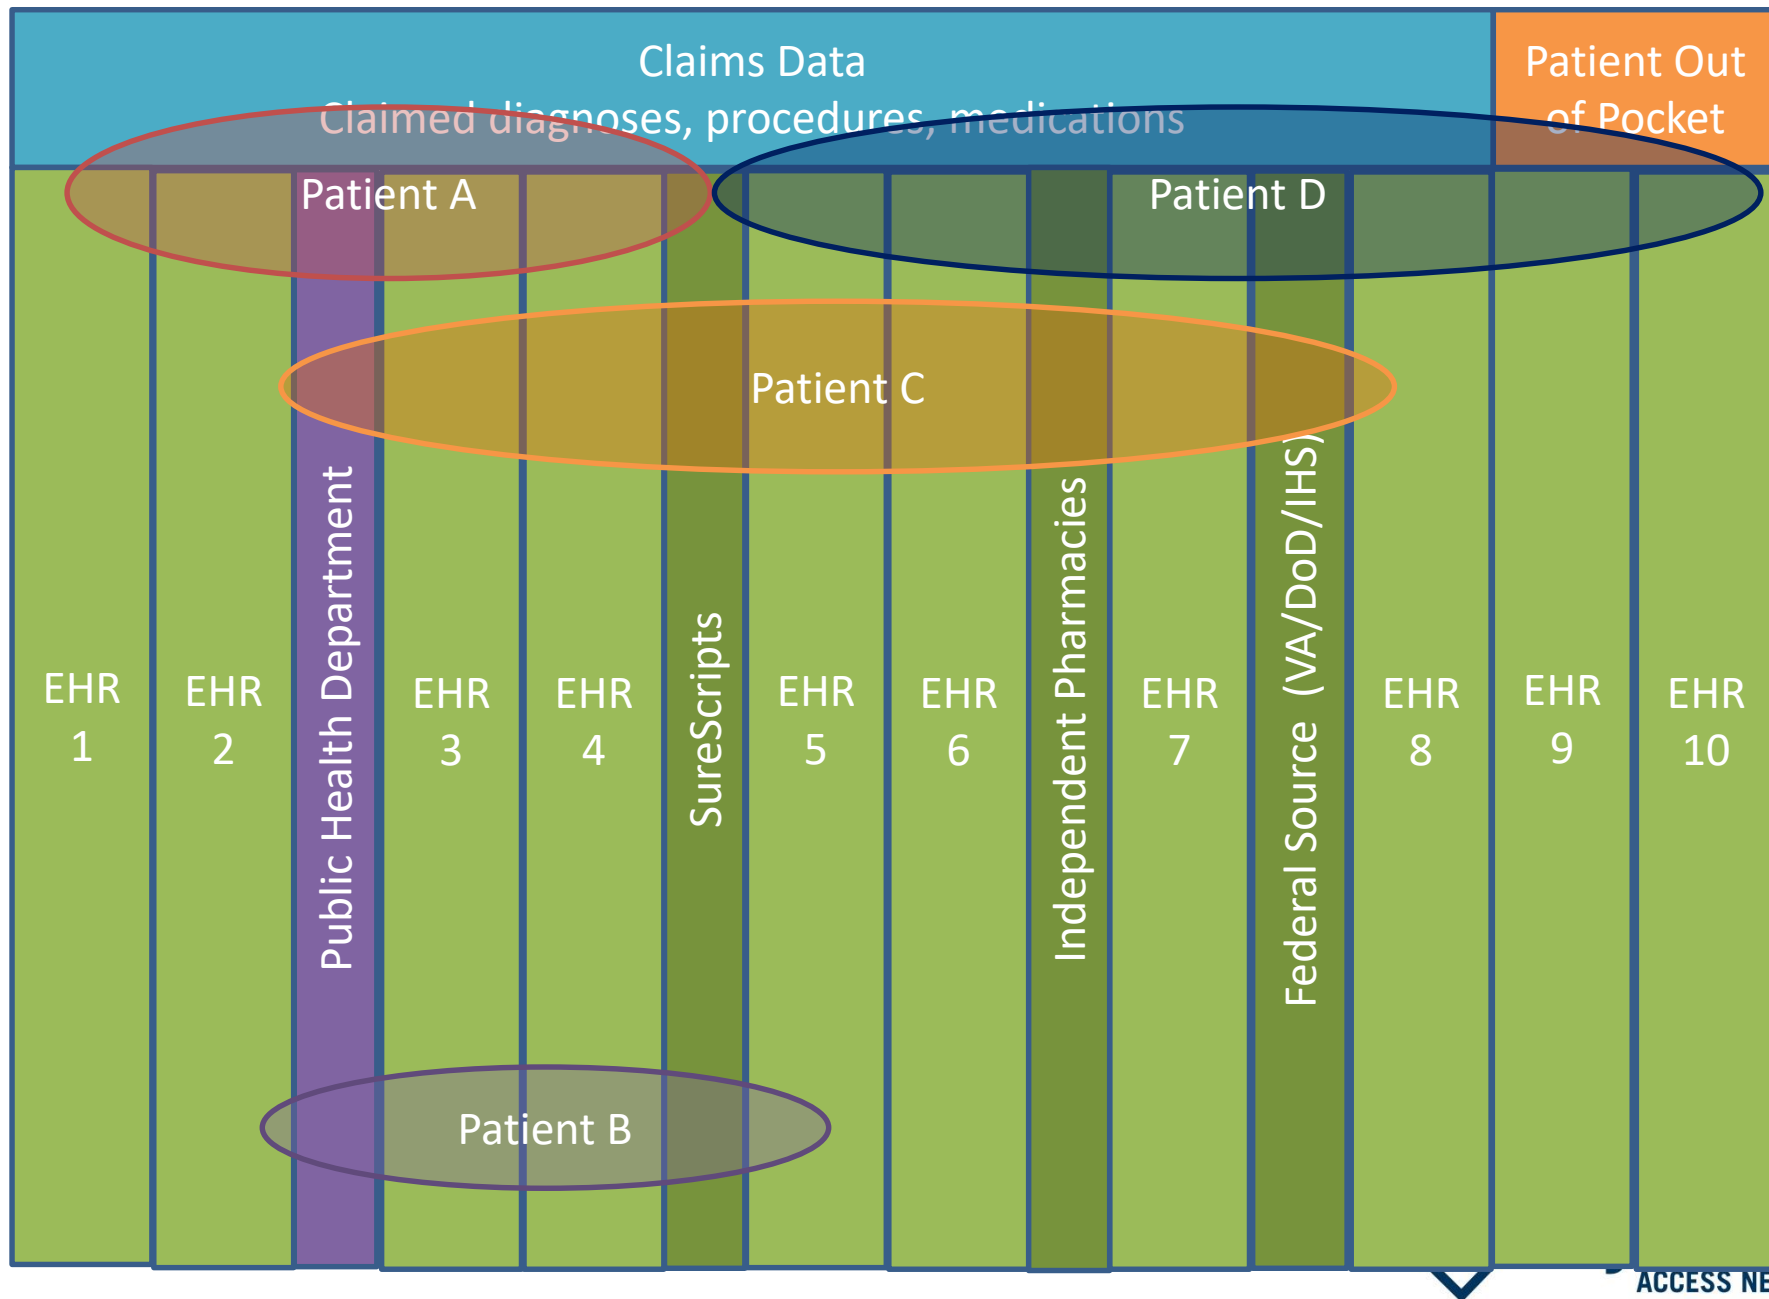 Claims Data
Claimed diagnoses, procedures, medications
Patient Out
of Pocket
Patient A
Patient D
Patient C
EHR
1
EHR
2
Public Health Department
EHR
3
EHR
4
SureScripts
EHR
5
EHR
6
Independent Pharmacies
EHR
7
Federal Source (VA/DoD/IHS)
EHR
8
EHR
9
EHR
10
Patient B
ACCESS